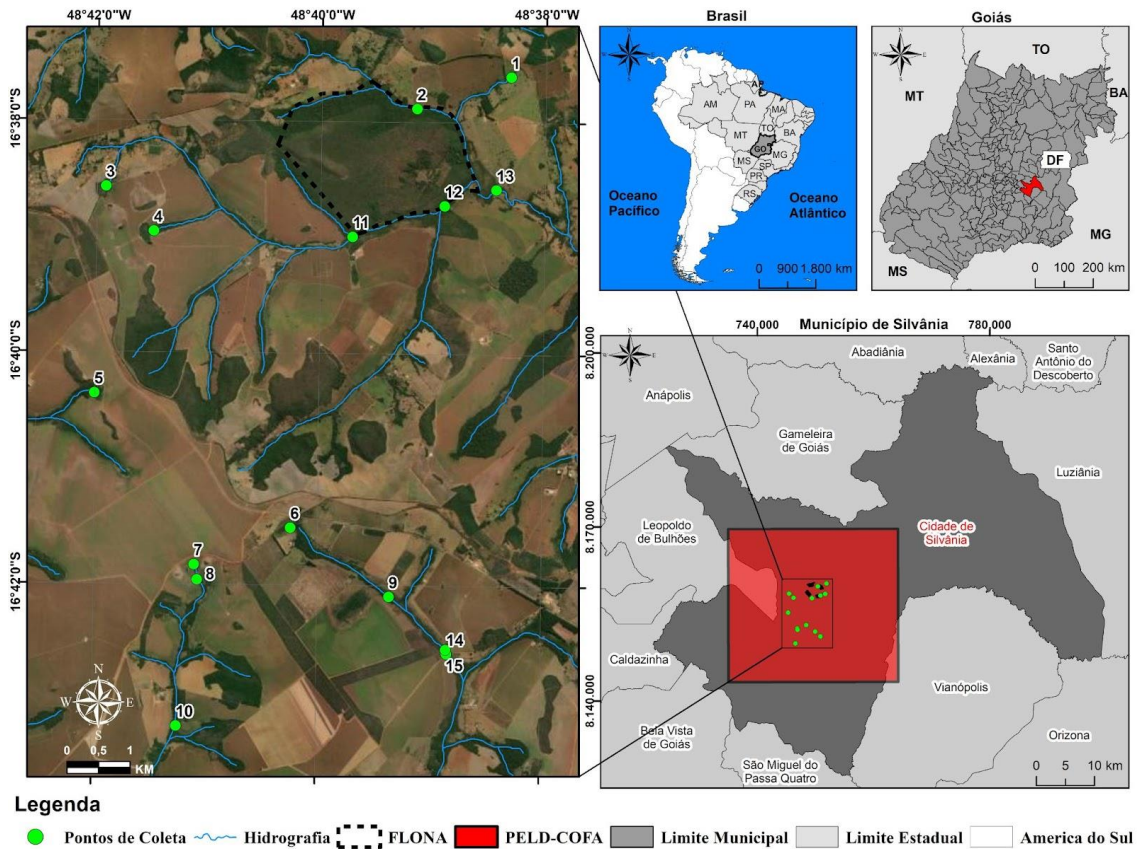 48°42'0"W
48°40'0"W
48°38'0"W
16°38'0"S
16°40'0"S
16°42'0"S
1
2
3
4
12
13
11
5
6
7
8
9
14
15
10
N
W
E
S
0
0,5
1
KM
Brasil
AP
AM
PA
MA
TO
MT
BA
GO
MS
MG
SP
PR
RS
Oceano
Pacífico
Oceano
Atlântico
0
900
1.800 km
Goiás
TO
MT
BA
DF
MG
MS
0
100
200 km
740,000
Município de Silvânia
780,000
8.200.000
8.170.000
8.140.000
Abadiânia
Alexânia
Santo
Antônio do
Descoberto
Anápolis
Gameleira
de Goiás
Luziânia
Leopoldo
de Bulhões
Cidade de
Silvânia
Caldazinha
Vianópolis
Bela Vista
de Goiás
Orizona
São Miguel do
Passa Quatro
0
5
10 km
Legenda
Pontos de Coleta
Hidrografia
FLONA
PELD-COFA
Limite Municipal
Limite Estadual
America do Sul